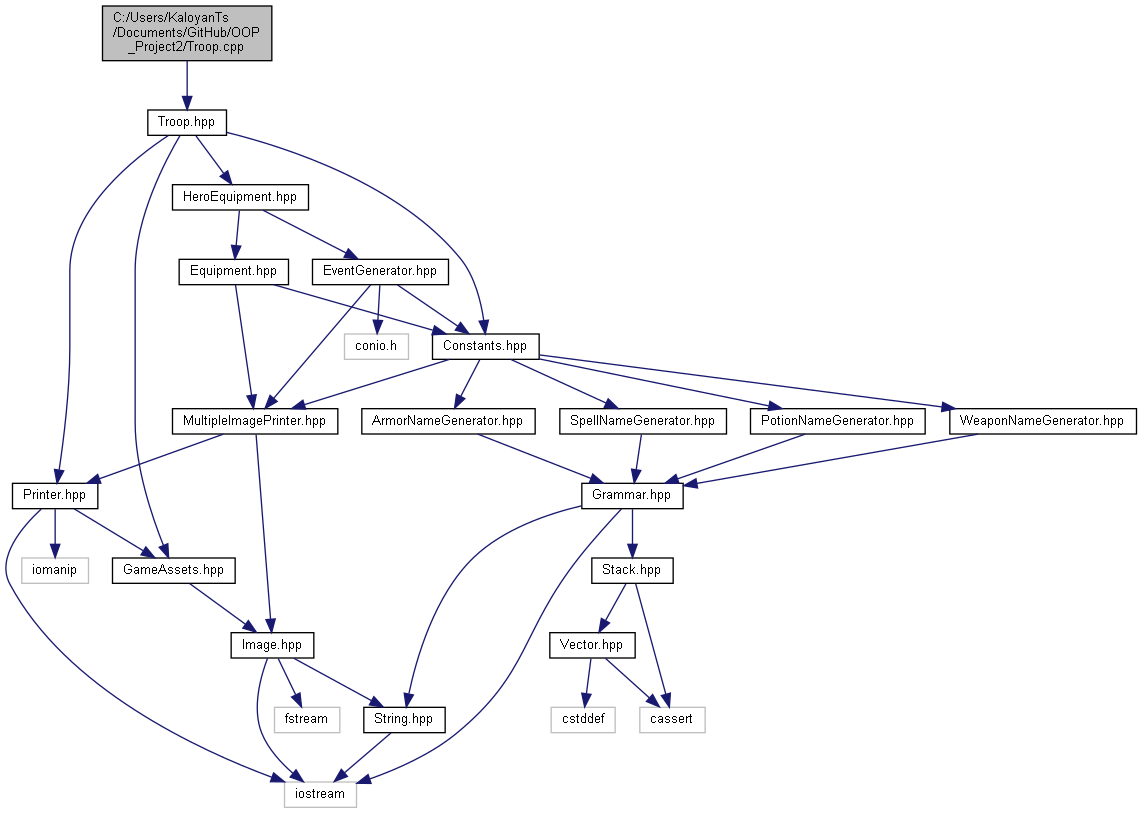 C:/Users/KaloyanTs
/Documents/GitHub/OOP
_Project2/Troop.cpp
Troop.hpp
HeroEquipment.hpp
Equipment.hpp
EventGenerator.hpp
conio.h
Constants.hpp
MultipleImagePrinter.hpp
ArmorNameGenerator.hpp
SpellNameGenerator.hpp
PotionNameGenerator.hpp
WeaponNameGenerator.hpp
Printer.hpp
Grammar.hpp
iomanip
GameAssets.hpp
Stack.hpp
Image.hpp
Vector.hpp
fstream
String.hpp
cstddef
cassert
iostream